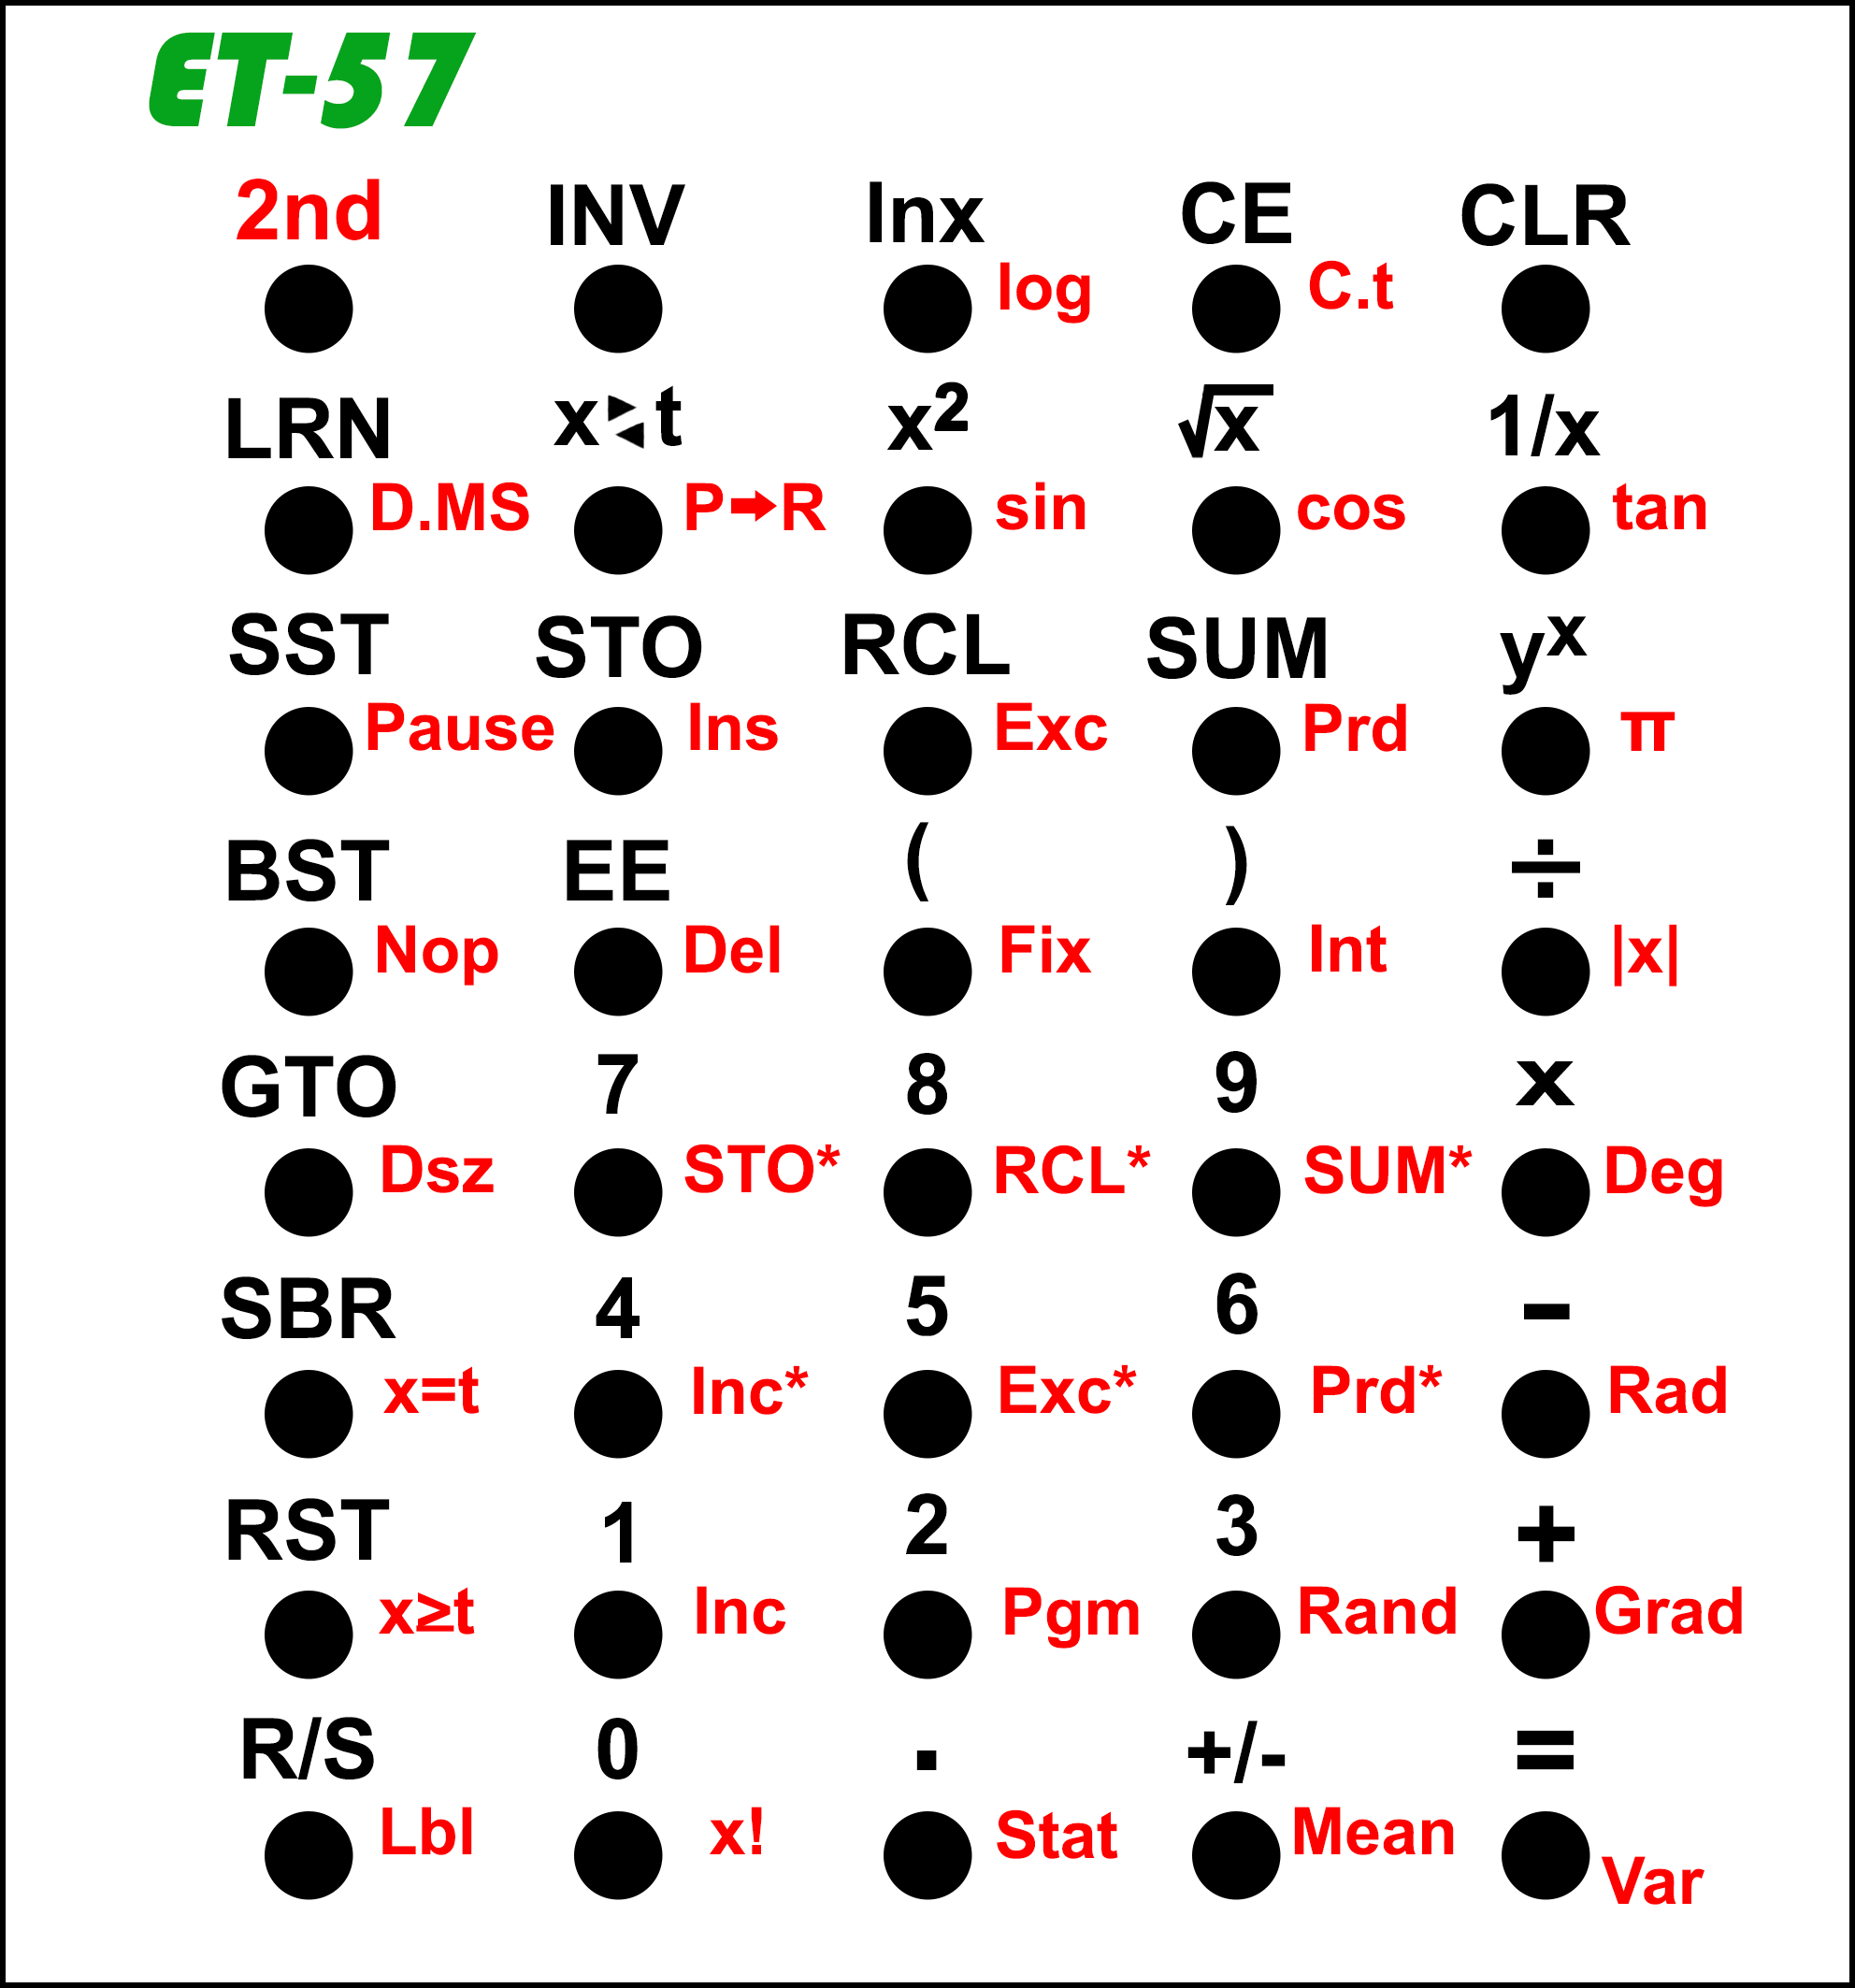 ET-57
2nd INV lnx CE CLR
log C.t
LRN x▶◀t x² √x 1/x
D.MS P➡R sin cos tan
SST STO RCL SUM yˣ
Pause Ins Exc Prd π
BST EE ( ) ÷
Nop Del Fix Int |x|
GTO 7 8 9 x
Dsz STO* RCL* SUM* Deg
SBR 4 5 6 −
x=t Inc* Exc* Prd* Rad
RST 1 2 3 +
x≥t Inc Pgm Rand Grad
R/S 0 . +/- =
Lbl x! Stat Mean Var